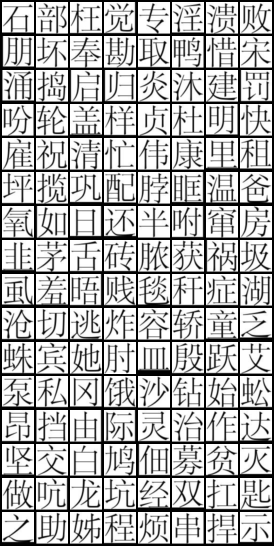 石部枉觉专淫溃败
朋坏奉勘取鸭惜宋
涌捣启归炎沐建罚
吩轮盖样贞杜明快
雇祝清忙伟康里租
坪揽巩配脖眶温爸
氧如日还半咐窜房
韭茅舌砖脓获祸圾
虱羞晤贱毯秆症湖
沧切逃炸容轿童乏
蛛宾她肘皿殷跃艾
泵私冈饿沙钻始蚣
昂挡由际灵治作达
坚交白鸠佃募贫灭
做吭龙坑经双扛匙
之助姊程烦串捍示